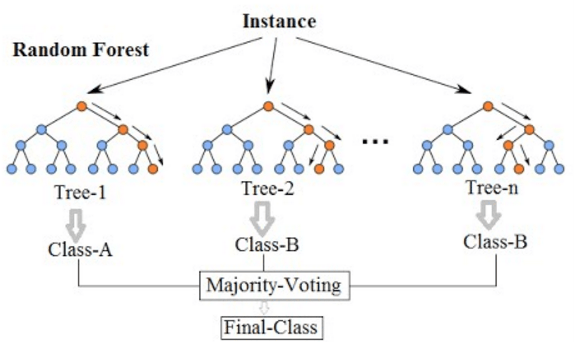 Instance
Random Forest
...
Tree-1
Tree-2
Tree-n
Class-A
Class-B
Class-B
Majority-Voting
Final-Class